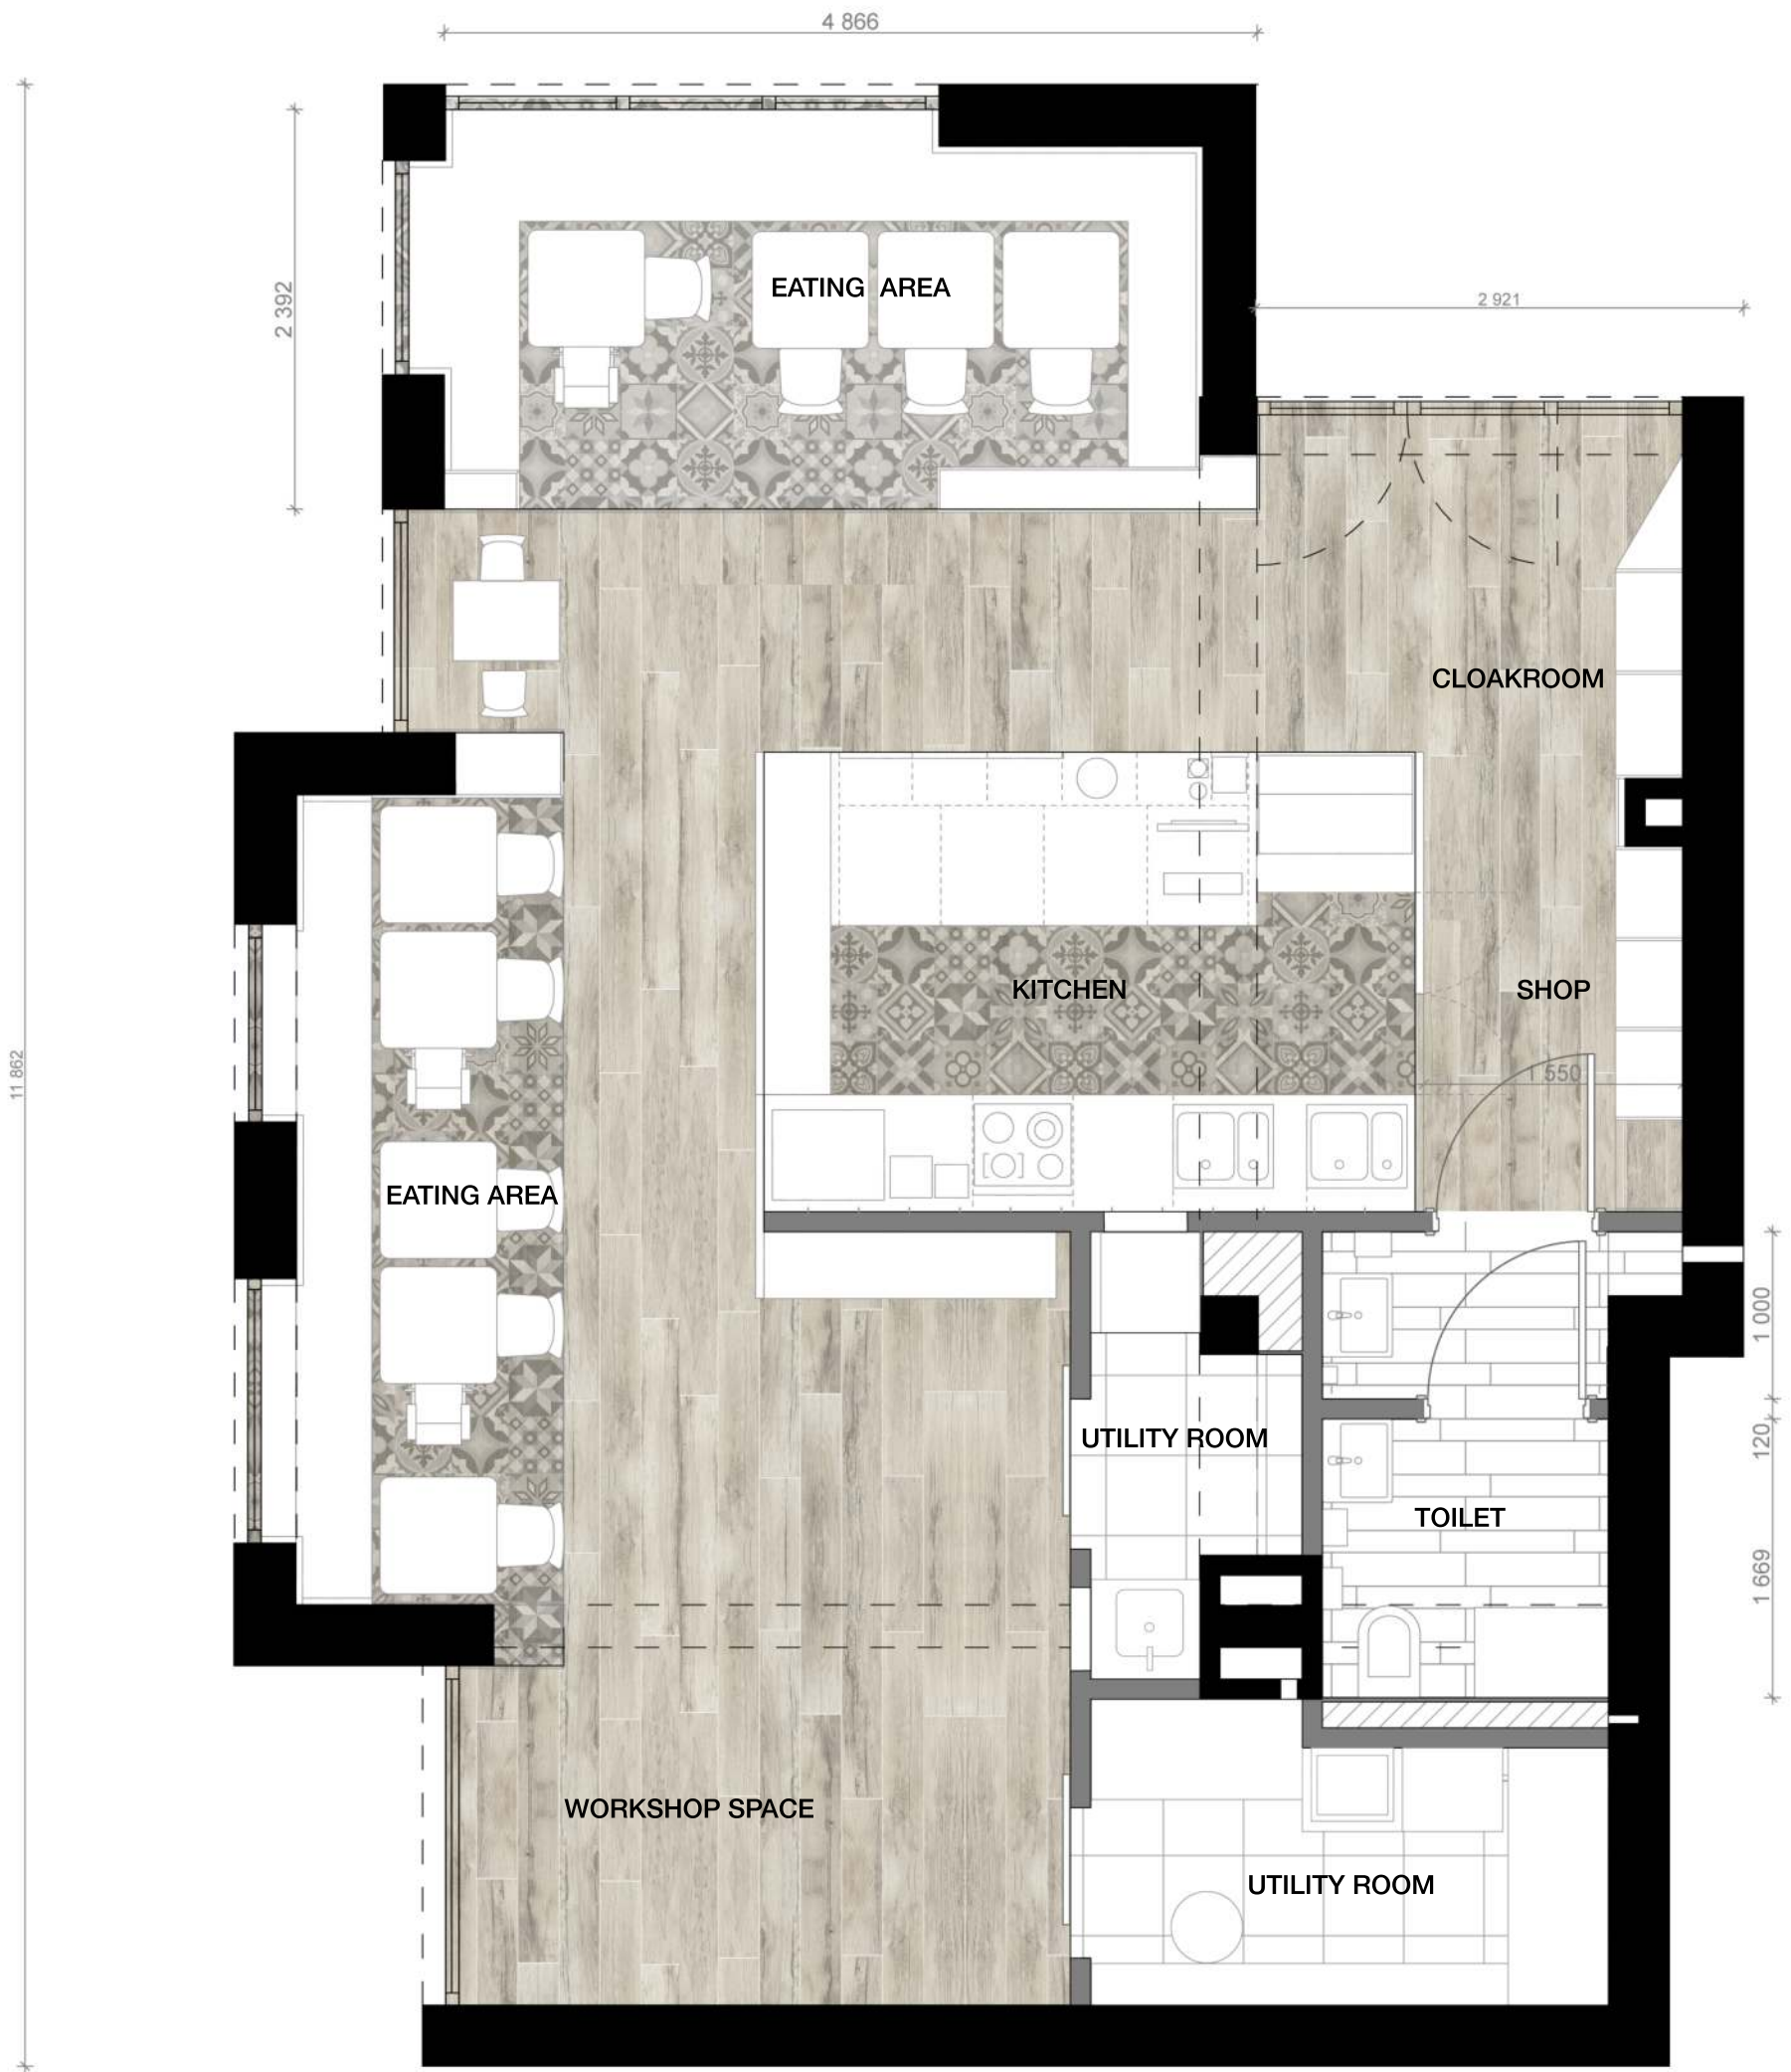 4 866
2 392
EATING AREA
2 921
CLOAKROOM
KITCHEN
SHOP
11 862
1 550
EATING AREA
1 000
UTILITY ROOM
120
TOILET
1 669
WORKSHOP SPACE
UTILITY ROOM